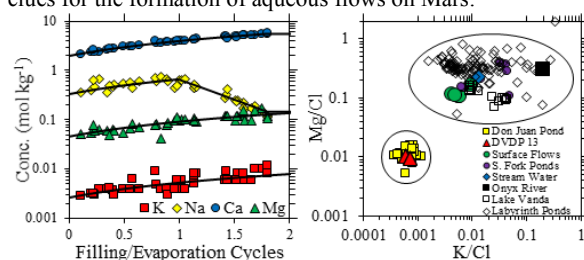 clues for the formation of aqueous flows on Mars.
Conc. (mol kg⁻¹)
10
1
0.1
0.01
0.001
K Na Ca Mg
0 0.5 1 1.5 2
Filling/Evaporation Cycles
Mg/Cl
1
0.1
0.01
0.001
Don Juan Pond
DVDP 13
Surface Flows
S. Fork Ponds
Stream Water
Onyx River
Lake Vanda
Labyrinth Ponds
0.0001 0.001 0.01 0.1 1
K/Cl